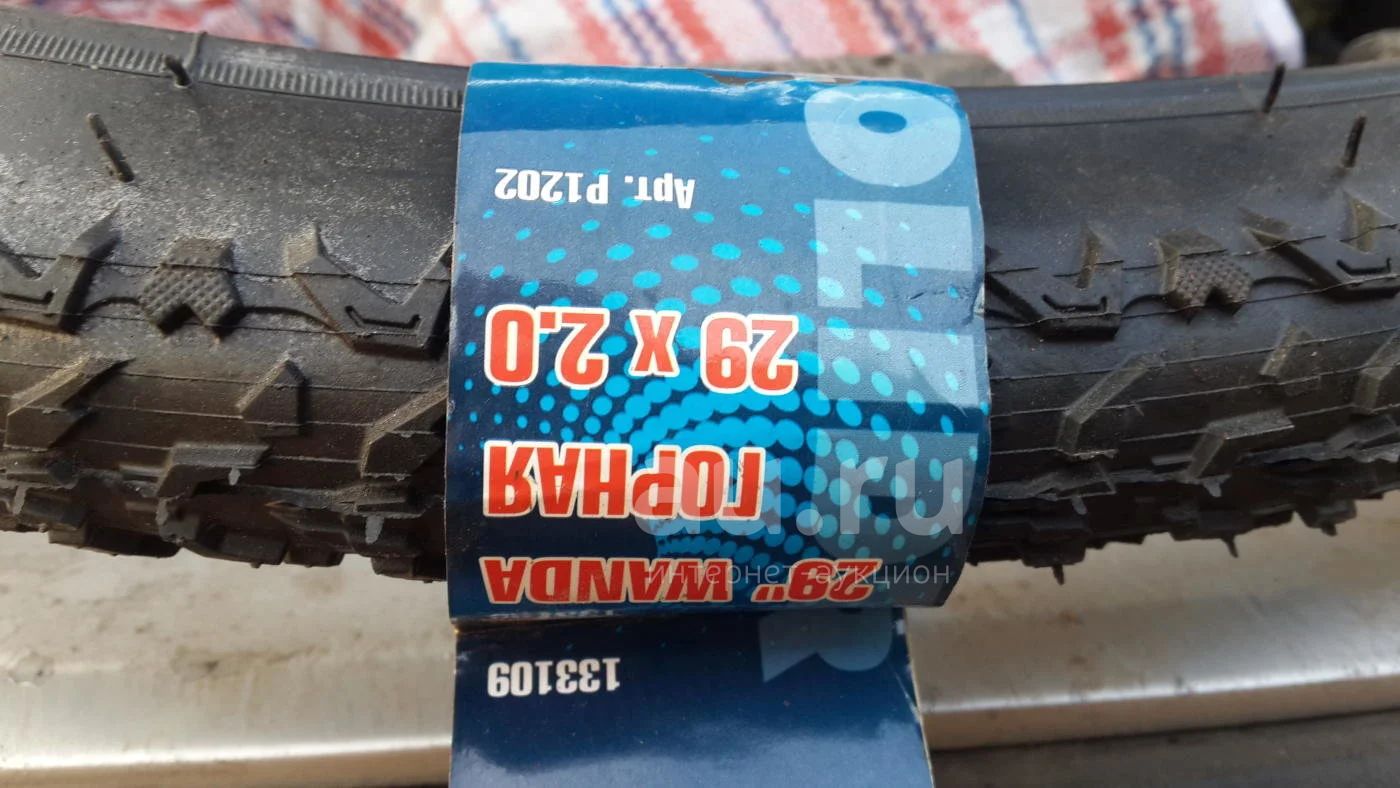 133109
29" WANDA
ГОРНАЯ
29 X 2.0
Арт. P1202
au.ru
интернет-аукцион